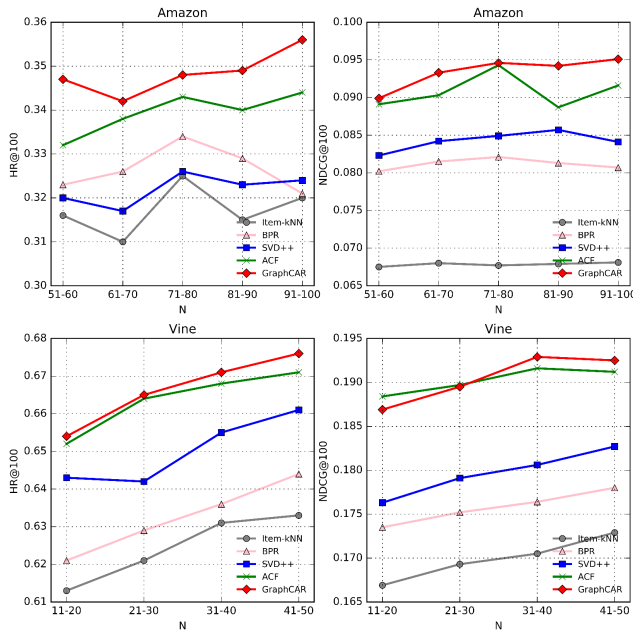 Amazon
0.36
0.35
0.34
0.33
0.32
0.31
0.30
HR@100
51-60 61-70 71-80 81-90 91-100
N
Item-kNN
BPR
SVD++
ACF
GraphCAR
Amazon
0.100
0.095
0.090
0.085
0.080
0.075
0.070
0.065
NDCG@100
51-60 61-70 71-80 81-90 91-100
N
Item-kNN
BPR
SVD++
ACF
GraphCAR
Vine
0.68
0.67
0.66
0.65
0.64
0.63
0.62
0.61
HR@100
11-20 21-30 31-40 41-50
N
Item-kNN
BPR
SVD++
ACF
GraphCAR
Vine
0.195
0.190
0.185
0.180
0.175
0.170
0.165
NDCG@100
11-20 21-30 31-40 41-50
N
Item-kNN
BPR
SVD++
ACF
GraphCAR